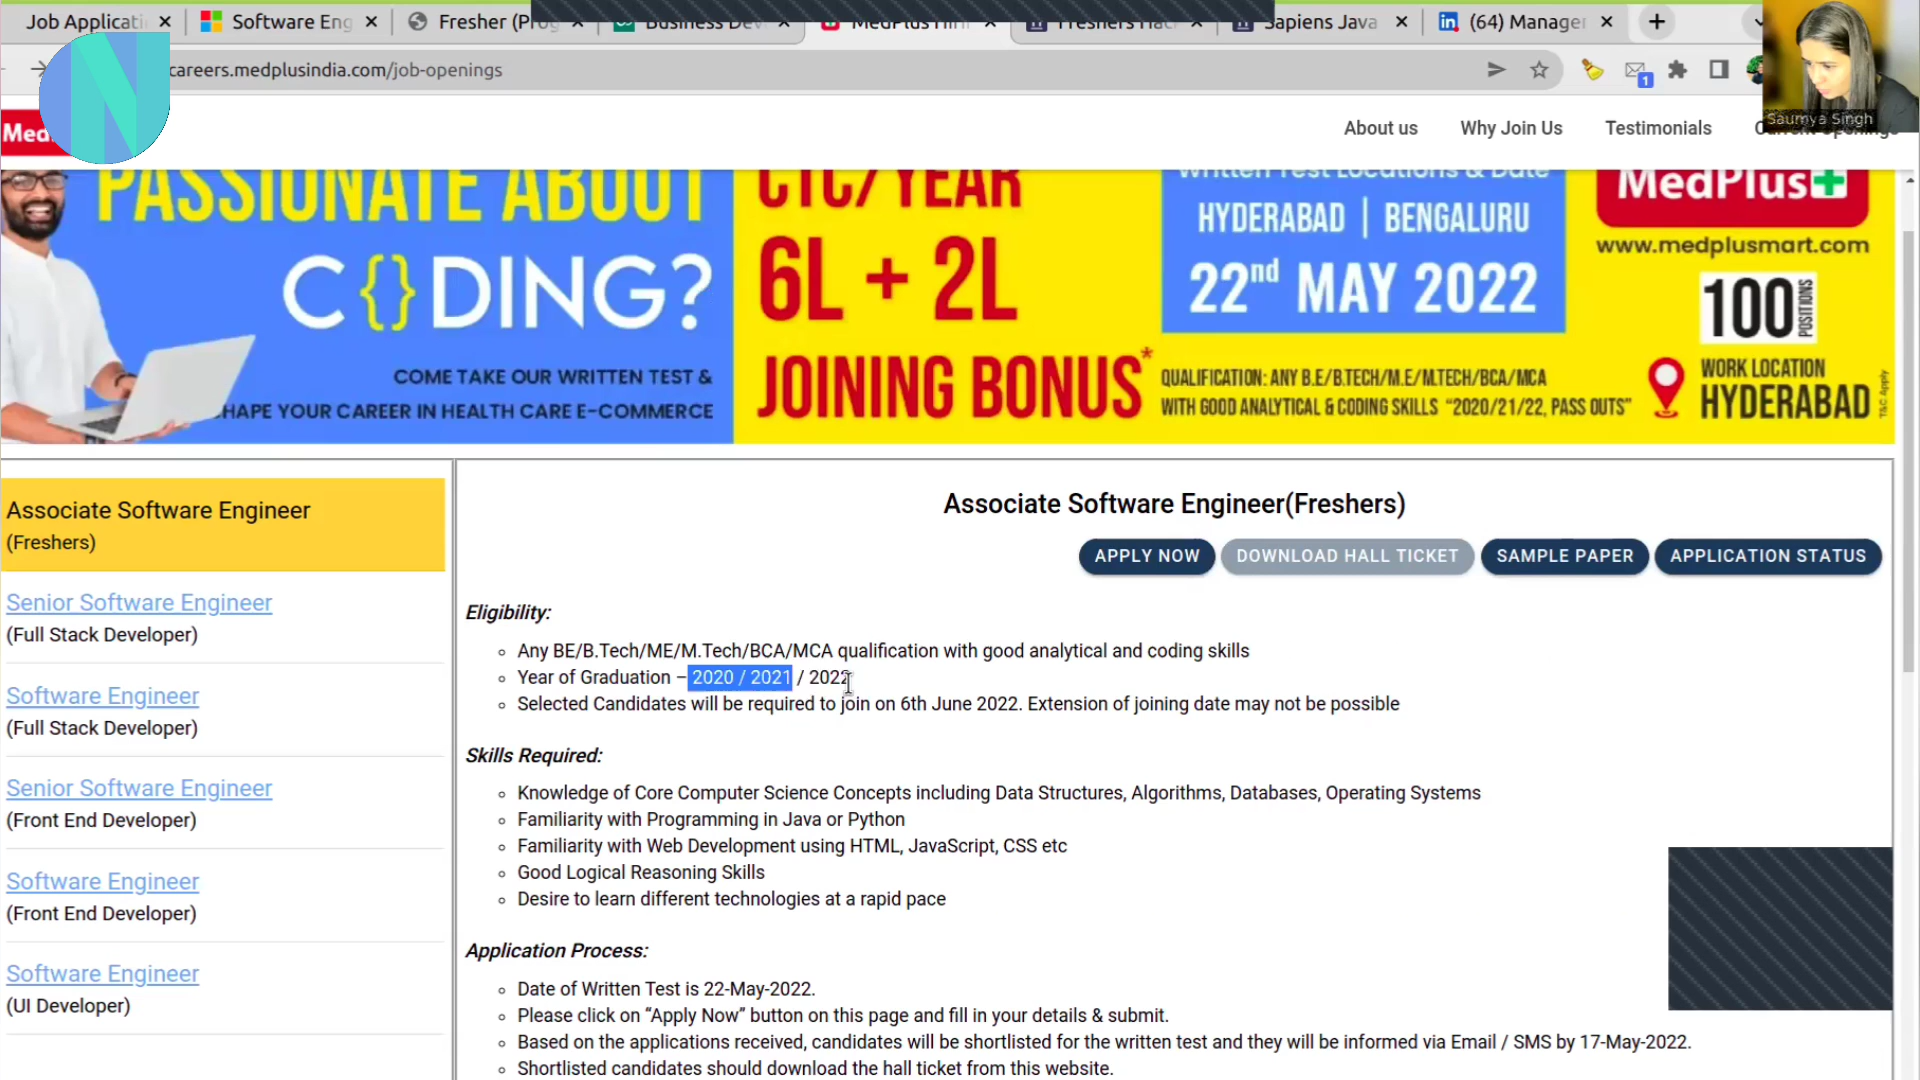 Job Applicati
Software Eng
Fresher (Prog
Business Dev
MedPlus Hiri
Freshers Hac
Sapiens Java
(64) Manager
careers.medplusindia.com/job-openings
1
Saumya Singh
About us
Why Join Us
Testimonials
Current Openings
PASSIONATE ABOUT
C{}DING?
COME TAKE OUR WRITTEN TEST &
SHAPE YOUR CAREER IN HEALTH CARE E-COMMERCE
CTC/YEAR
6L + 2L
JOINING BONUS*
Written Test Locations & Date
HYDERABAD | BENGALURU
22nd MAY 2022
QUALIFICATION: ANY B.E/B.TECH/M.E/M.TECH/BCA/MCA
WITH GOOD ANALYTICAL & CODING SKILLS "2020/21/22, PASS OUTS"
MedPlus+
www.medplusmart.com
100 POSITIONS
WORK LOCATION
HYDERABAD
T&C Apply
Associate Software Engineer
(Freshers)
Senior Software Engineer
(Full Stack Developer)
Software Engineer
(Full Stack Developer)
Senior Software Engineer
(Front End Developer)
Software Engineer
(Front End Developer)
Software Engineer
(UI Developer)
Associate Software Engineer(Freshers)
APPLY NOW
DOWNLOAD HALL TICKET
SAMPLE PAPER
APPLICATION STATUS
Eligibility:
Any BE/B.Tech/ME/M.Tech/BCA/MCA qualification with good analytical and coding skills
Year of Graduation – 2020 / 2021 / 2022
Selected Candidates will be required to join on 6th June 2022. Extension of joining date may not be possible
Skills Required:
Knowledge of Core Computer Science Concepts including Data Structures, Algorithms, Databases, Operating Systems
Familiarity with Programming in Java or Python
Familiarity with Web Development using HTML, JavaScript, CSS etc
Good Logical Reasoning Skills
Desire to learn different technologies at a rapid pace
Application Process:
Date of Written Test is 22-May-2022.
Please click on “Apply Now” button on this page and fill in your details & submit.
Based on the applications received, candidates will be shortlisted for the written test and they will be informed via Email / SMS by 17-May-2022.
Shortlisted candidates should download the hall ticket from this website.